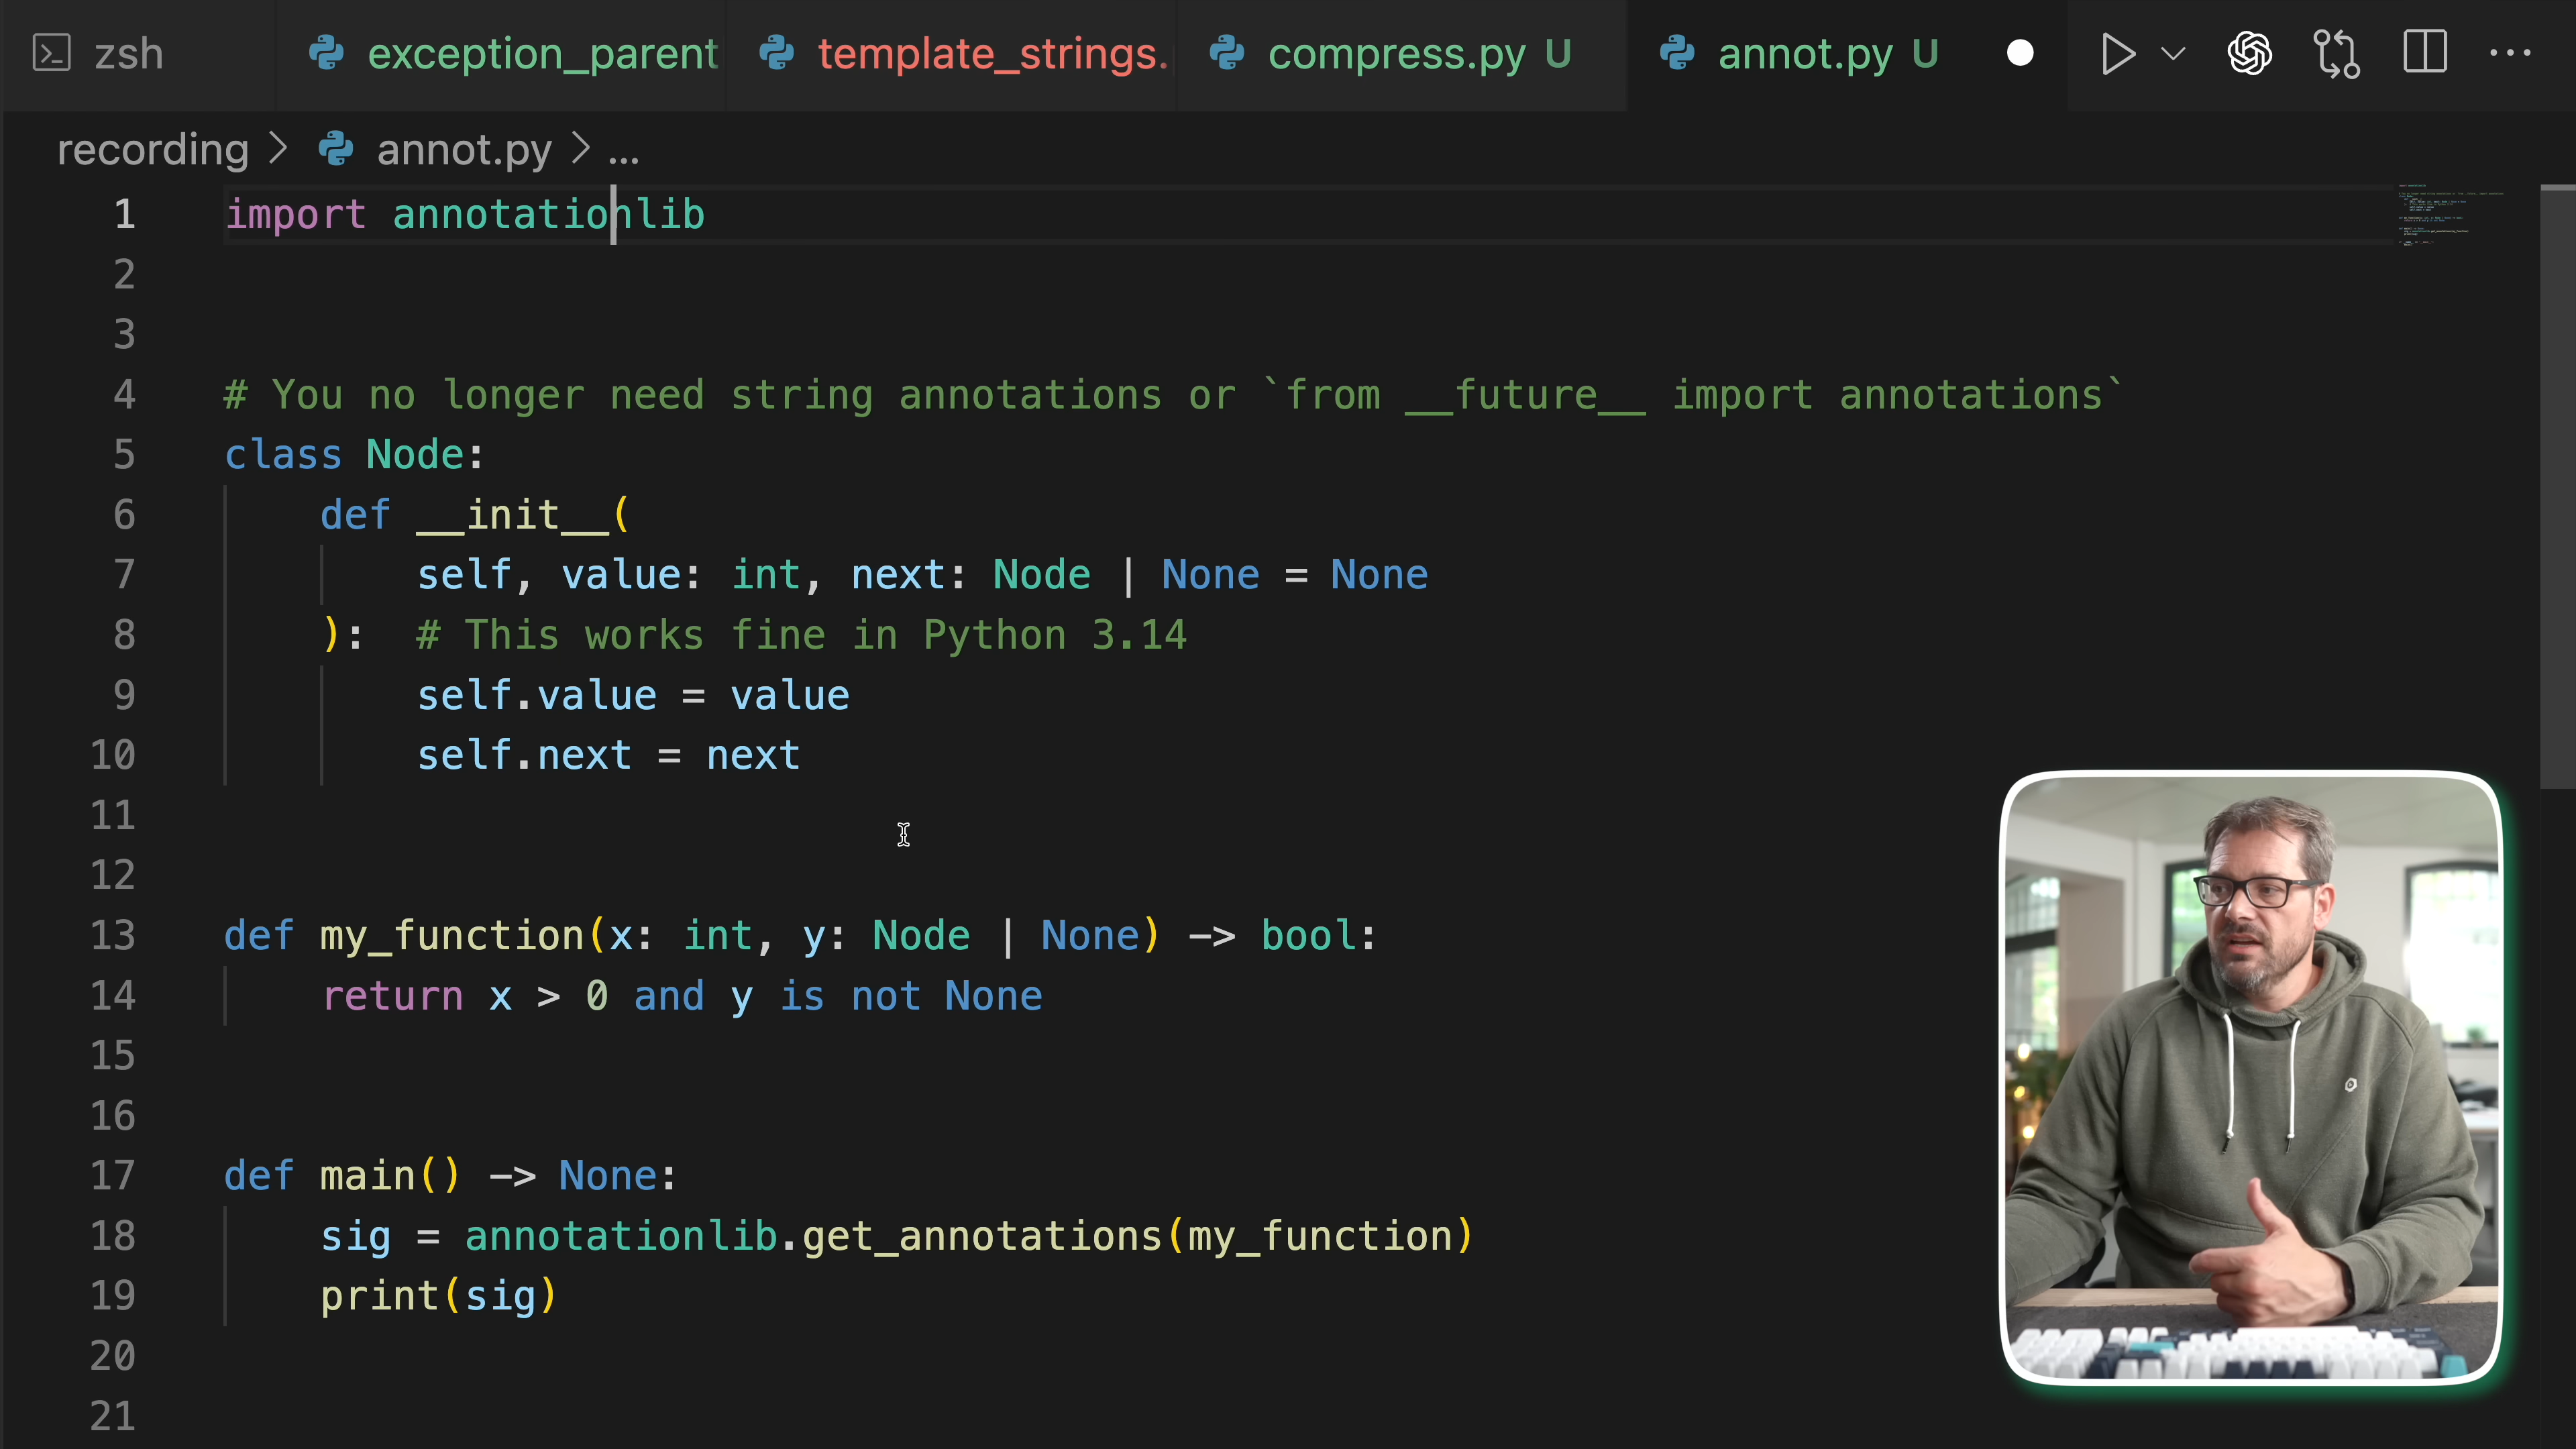 zsh
exception_parent
template_strings.
compress.py U
annot.py U
recording > annot.py > ...
1 import annotationlib
2
3
4 # You no longer need string annotations or `from __future__ import annotations`
5 class Node:
6     def __init__(
7         self, value: int, next: Node | None = None
8     ):  # This works fine in Python 3.14
9         self.value = value
10         self.next = next
11
12
13 def my_function(x: int, y: Node | None) -> bool:
14     return x > 0 and y is not None
15
16
17 def main() -> None:
18     sig = annotationlib.get_annotations(my_function)
19     print(sig)
20
21